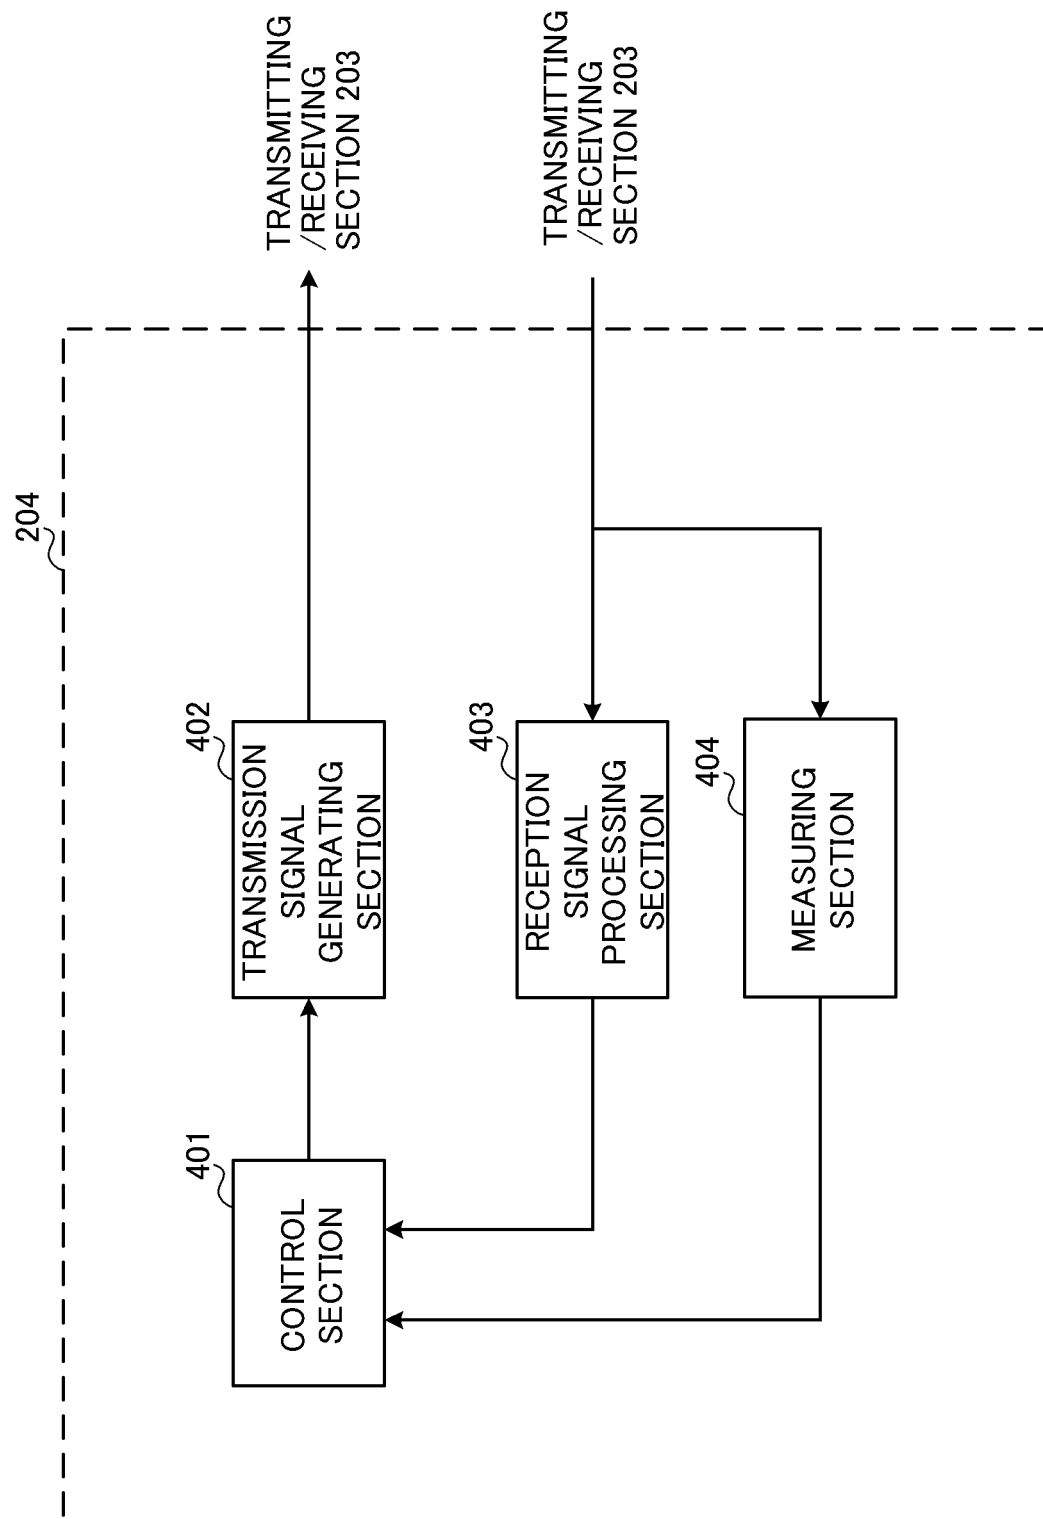 204
401
CONTROL
SECTION
402
TRANSMISSION
SIGNAL
GENERATING
SECTION
TRANSMITTING
/RECEIVING
SECTION 203
403
RECEPTION
SIGNAL
PROCESSING
SECTION
TRANSMITTING
/RECEIVING
SECTION 203
404
MEASURING
SECTION